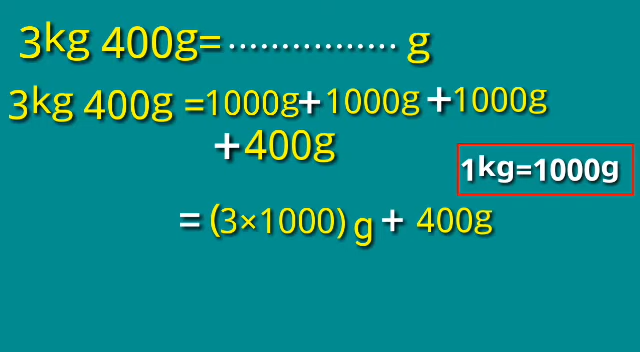 3kg 400g= ................ g
3kg 400g =1000g+1000g+1000g
+400g
1kg=1000g
= (3×1000) g + 400g